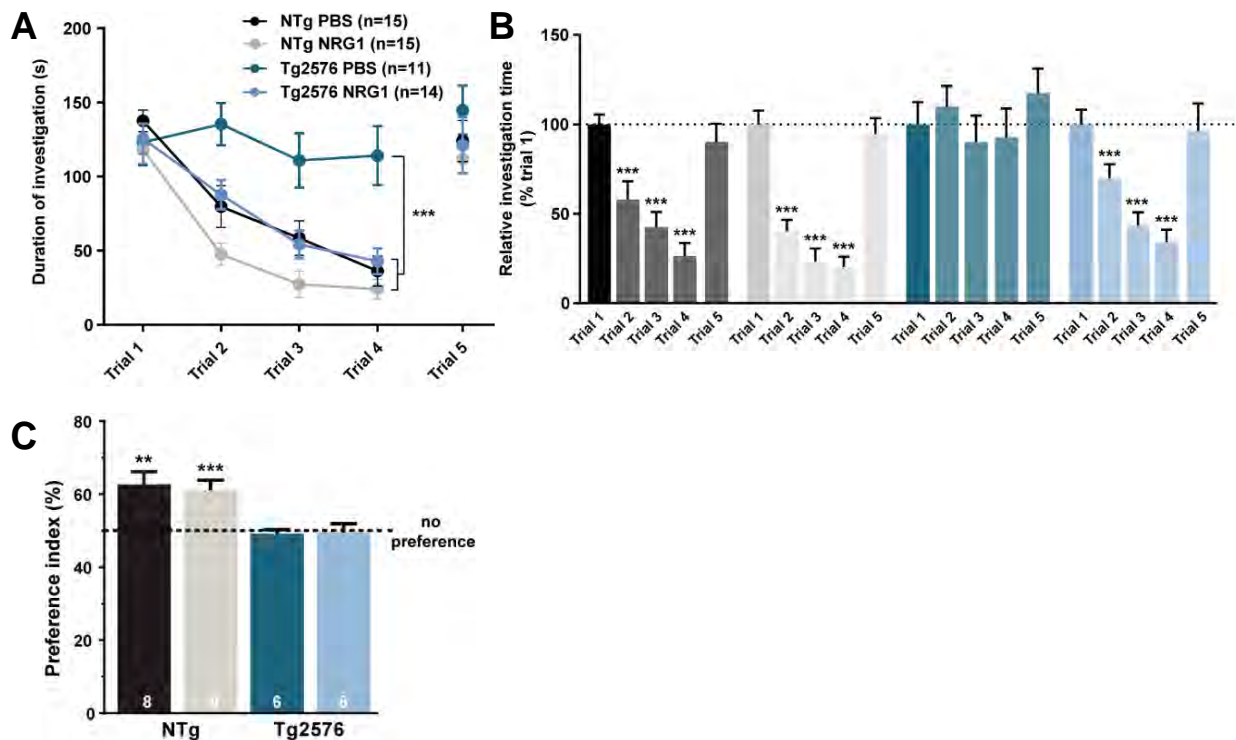 A
Duration of investigation (s)
200
150
100
50
0
NTg PBS (n=15)
NTg NRG1 (n=15)
Tg2576 PBS (n=11)
Tg2576 NRG1 (n=14)
***
Trial 1
Trial 2
Trial 3
Trial 4
Trial 5
B
Relative investigation time
(% trial 1)
150
100
50
0
*** *** ***
*** *** ***
*** *** ***
Trial 1 Trial 2 Trial 3 Trial 4 Trial 5
Trial 1 Trial 2 Trial 3 Trial 4 Trial 5
Trial 1 Trial 2 Trial 3 Trial 4 Trial 5
Trial 1 Trial 2 Trial 3 Trial 4 Trial 5
C
Preference index (%)
80
60
40
20
0
** ***
no
preference
8 6
NTg Tg2576